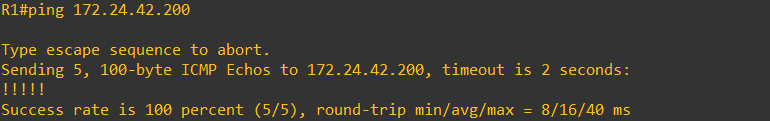 R1#ping 172.24.42.200
Type escape sequence to abort.
Sending 5, 100-byte ICMP Echos to 172.24.42.200, timeout is 2 seconds:
!!!!!
Success rate is 100 percent (5/5), round-trip min/avg/max = 8/16/40 ms